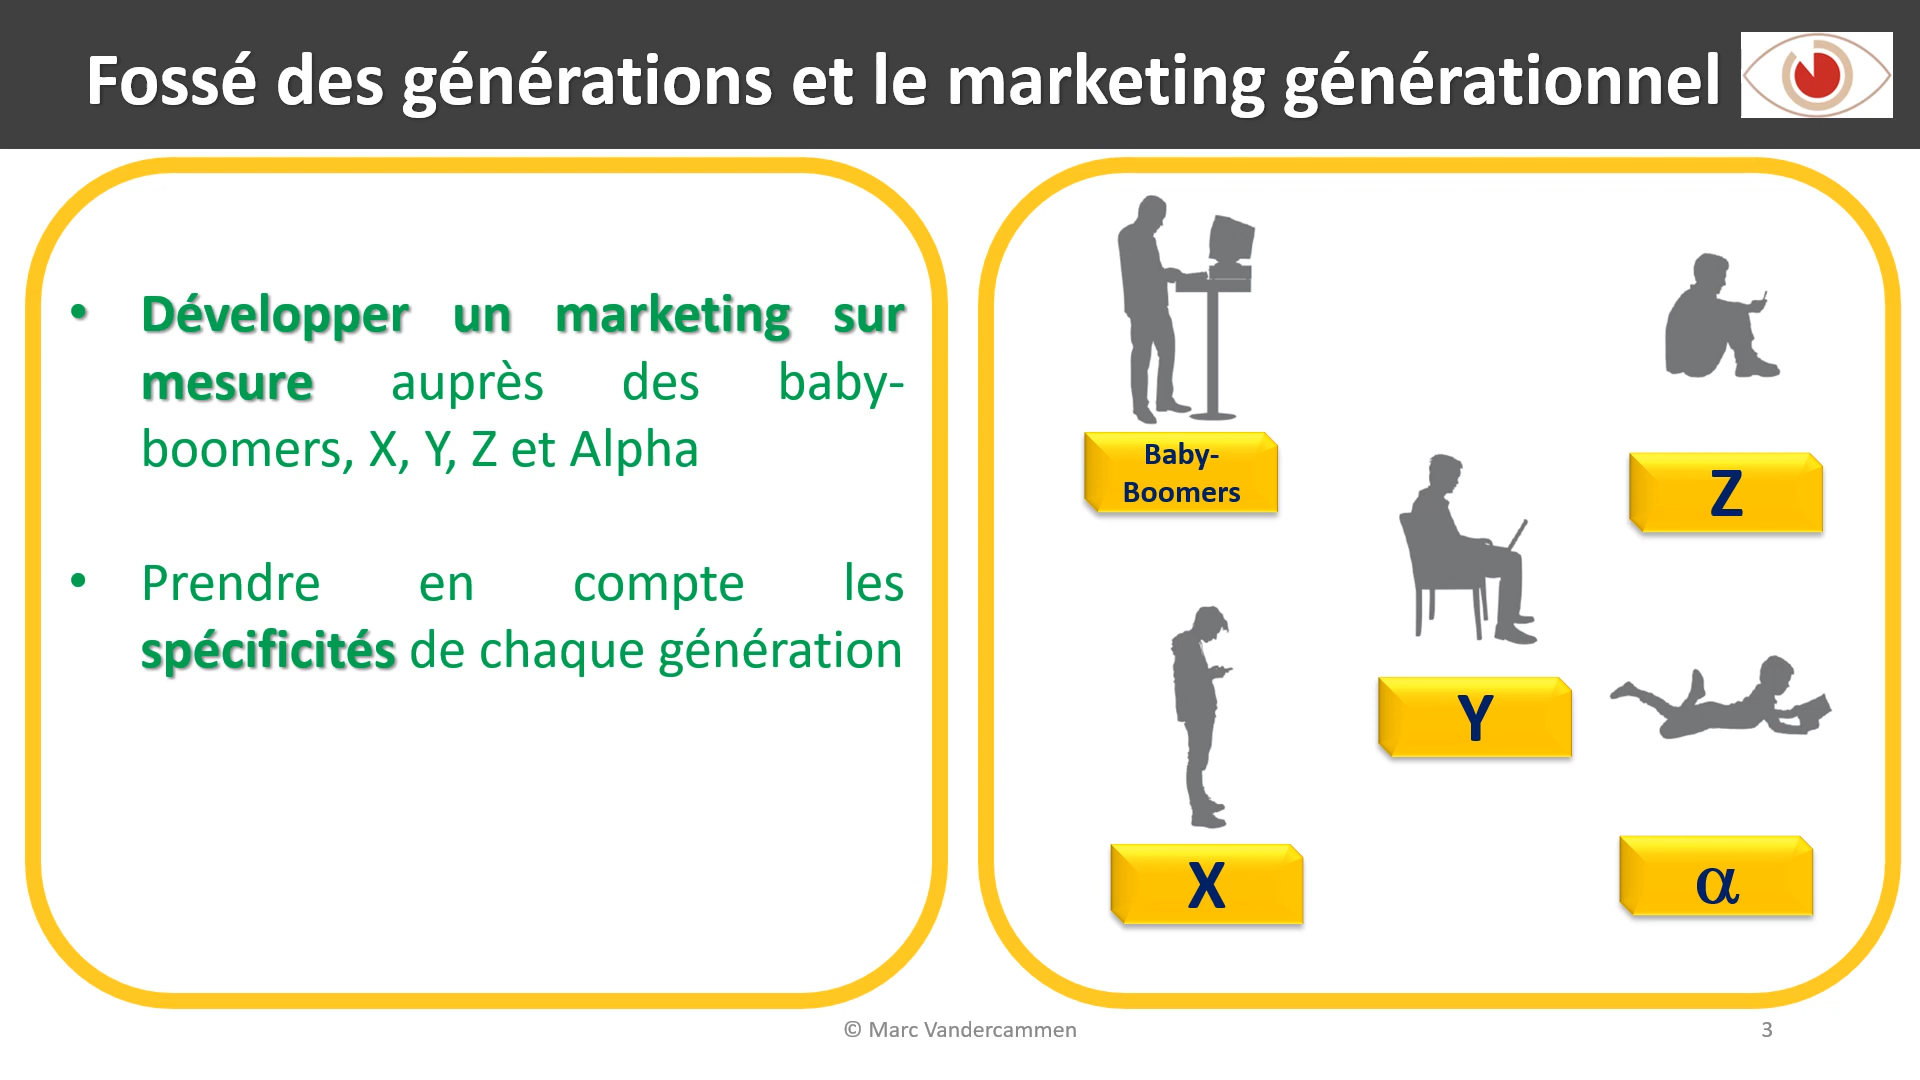 Fossé des générations et le marketing générationnel
• Développer un marketing sur
mesure auprès des baby-
boomers, X, Y, Z et Alpha
• Prendre en compte les
spécificités de chaque génération
Baby-
Boomers
Z
Y
X
α
© Marc Vandercammen
3